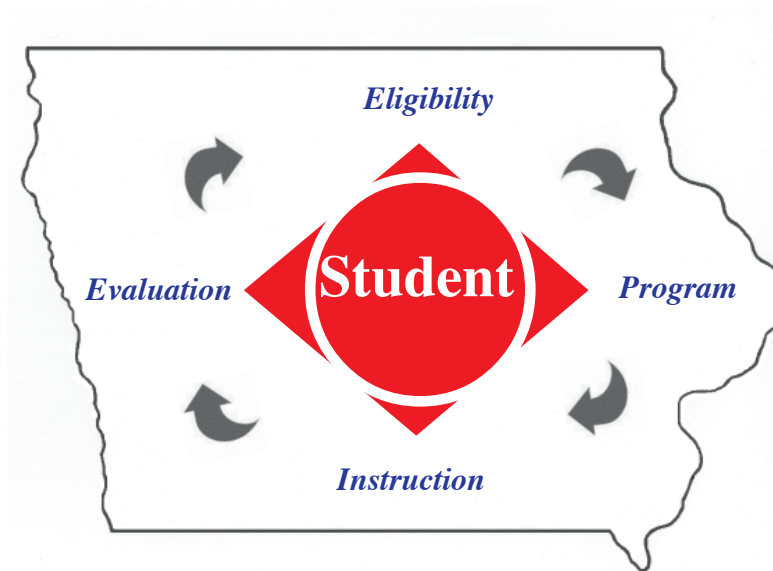 Eligibility
Student
Evaluation
Program
Instruction